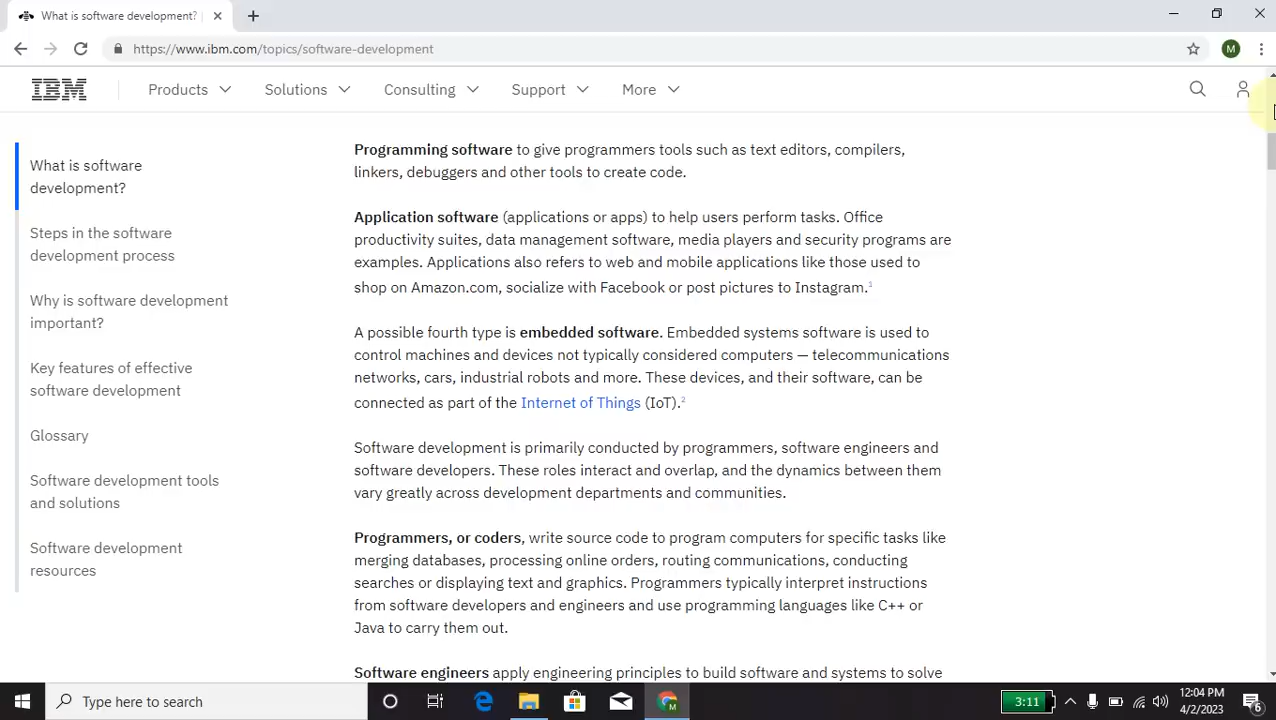 What is software development? |
https://www.ibm.com/topics/software-development
M
IBM
Products
Solutions
Consulting
Support
More
What is software
development?
Steps in the software
development process
Why is software development
important?
Key features of effective
software development
Glossary
Software development tools
and solutions
Software development
resources
Programming software to give programmers tools such as text editors, compilers,
linkers, debuggers and other tools to create code.
Application software (applications or apps) to help users perform tasks. Office
productivity suites, data management software, media players and security programs are
examples. Applications also refers to web and mobile applications like those used to
shop on Amazon.com, socialize with Facebook or post pictures to Instagram.1
A possible fourth type is embedded software. Embedded systems software is used to
control machines and devices not typically considered computers — telecommunications
networks, cars, industrial robots and more. These devices, and their software, can be
connected as part of the Internet of Things (IoT).2
Software development is primarily conducted by programmers, software engineers and
software developers. These roles interact and overlap, and the dynamics between them
vary greatly across development departments and communities.
Programmers, or coders, write source code to program computers for specific tasks like
merging databases, processing online orders, routing communications, conducting
searches or displaying text and graphics. Programmers typically interpret instructions
from software developers and engineers and use programming languages like C++ or
Java to carry them out.
Software engineers apply engineering principles to build software and systems to solve
Type here to search
3:11
12:04 PM
4/2/2023
6